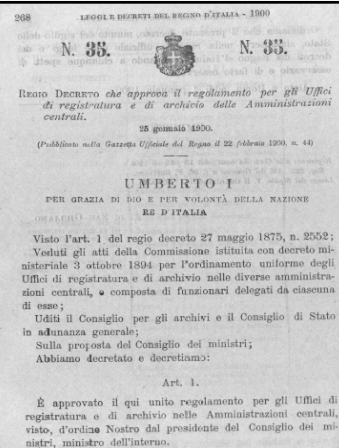 268 LEGGI E DECRETI DEL REGNO D'ITALIA - 1900
N. 35. N. 35.
REGIO DECRETO che approva il regolamento per gli Uffici
di registratura e di archivio delle Amministrazioni
centrali.
25 gennaio 1900.
(Pubblicato nella Gazzetta Ufficiale del Regno il 22 febbraio 1900, n. 44)
UMBERTO I
PER GRAZIA DI DIO E PER VOLONTÀ DELLA NAZIONE
RE D'ITALIA
Visto l'art. 1 del regio decreto 27 maggio 1875, n. 2552;
Veduti gli atti della Commissione istituita con decreto mi-
nisteriale 3 ottobre 1894 per l'ordinamento uniforme degli
Uffici di registratura e di archivio nelle diverse amministra-
zioni centrali, e composta di funzionari delegati da ciascuna
di esse;
Uditi il Consiglio per gli archivi e il Consiglio di Stato
in adunanza generale;
Sulla proposta del Consiglio dei ministri;
Abbiamo decretato e decretiamo:
Art. 1.
È approvato il qui unito regolamento per gli Uffici di
registratura e di archivio nelle Amministrazioni centrali,
visto, d'ordine Nostro dal presidente del Consiglio dei mi-
nistri, ministro dell'interno.